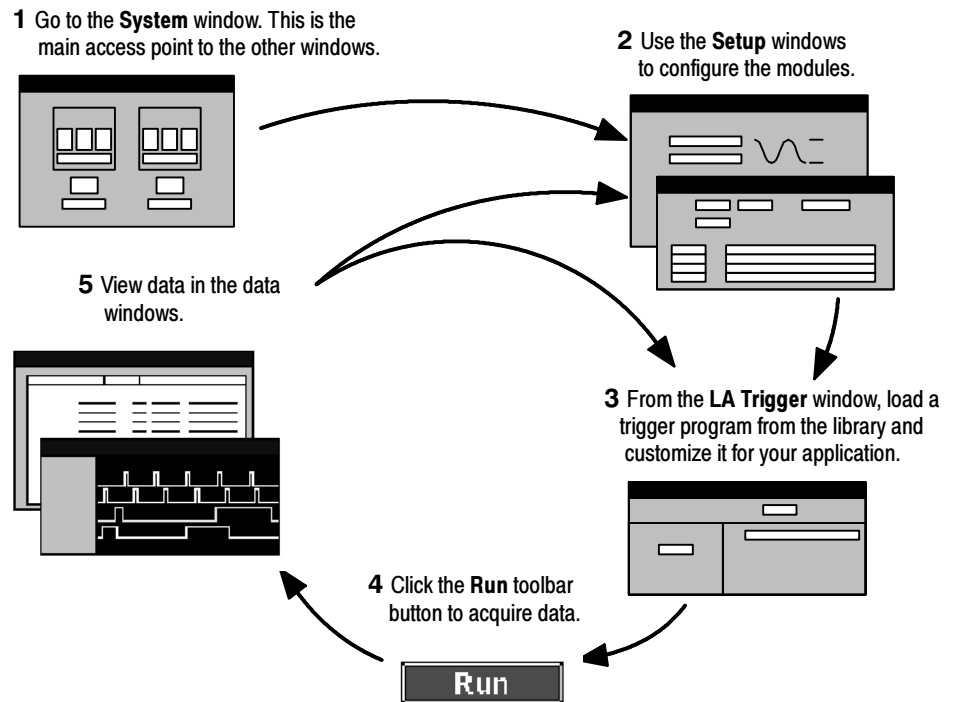 1 Go to the System window. This is the
main access point to the other windows.
2 Use the Setup windows
to configure the modules.
5 View data in the data
windows.
3 From the LA Trigger window, load a
trigger program from the library and
customize it for your application.
4 Click the Run toolbar
button to acquire data.
Run